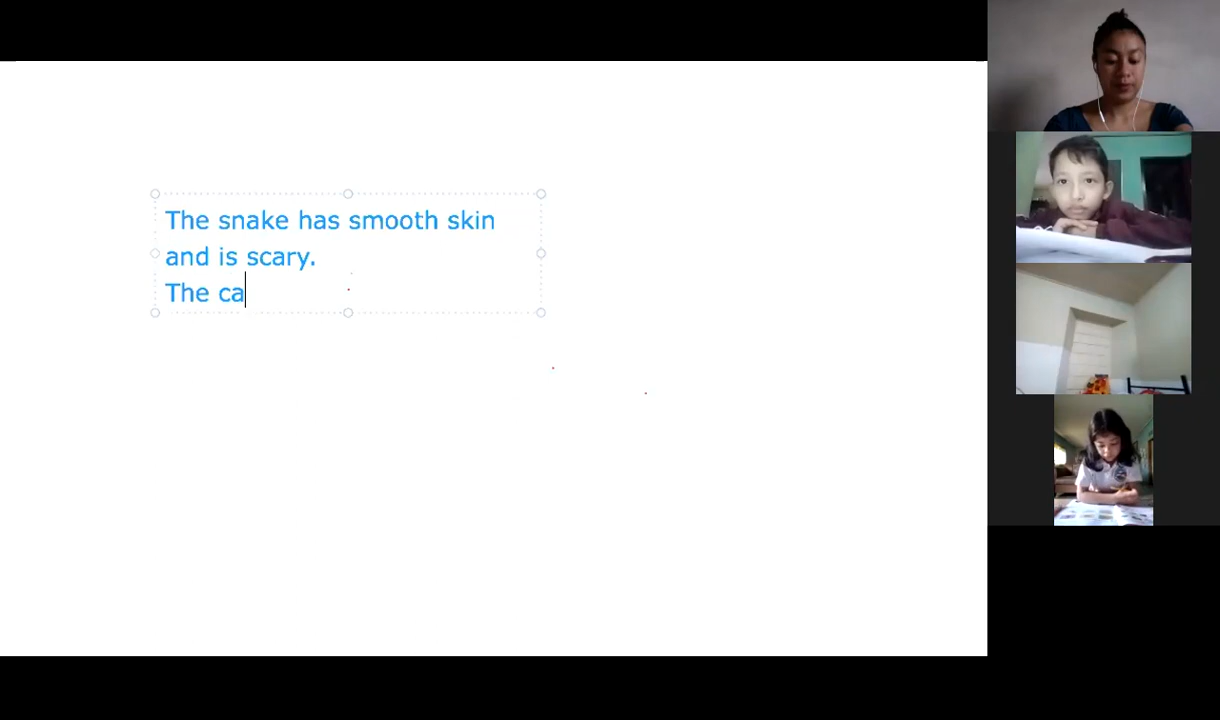 The snake has smooth skin
and is scary.
The ca